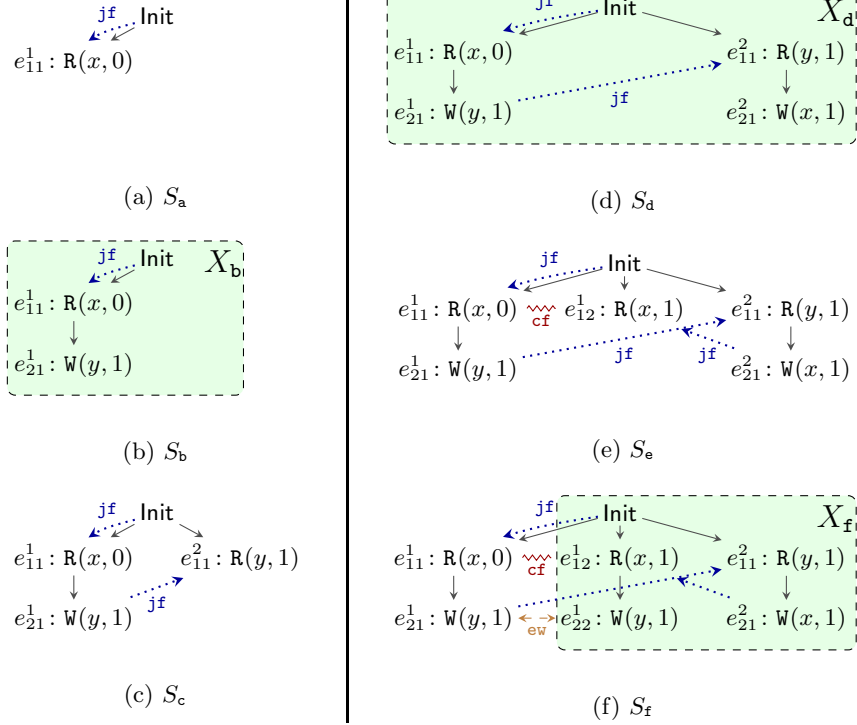 jf
Init
e¹₁₁: R(x, 0)
(a) Sₐ
jf
Init
X_b
e¹₁₁: R(x, 0)
e¹₂₁: W(y, 1)
(b) S_b
jf
Init
e¹₁₁: R(x, 0) e²₁₁: R(y, 1)
e¹₂₁: W(y, 1)
jf
(c) S_c
jf
Init
X_d
e¹₁₁: R(x, 0) e²₁₁: R(y, 1)
jf
e¹₂₁: W(y, 1) e²₂₁: W(x, 1)
(d) S_d
jf
Init
e¹₁₁: R(x, 0) cf e¹₁₂: R(x, 1) e²₁₁: R(y, 1)
jf jf
e¹₂₁: W(y, 1) e²₂₁: W(x, 1)
(e) S_e
jf
Init
X_f
e¹₁₁: R(x, 0) cf e¹₁₂: R(x, 1) e²₁₁: R(y, 1)
e¹₂₁: W(y, 1) ew e¹₂₂: W(y, 1) e²₂₁: W(x, 1)
(f) S_f